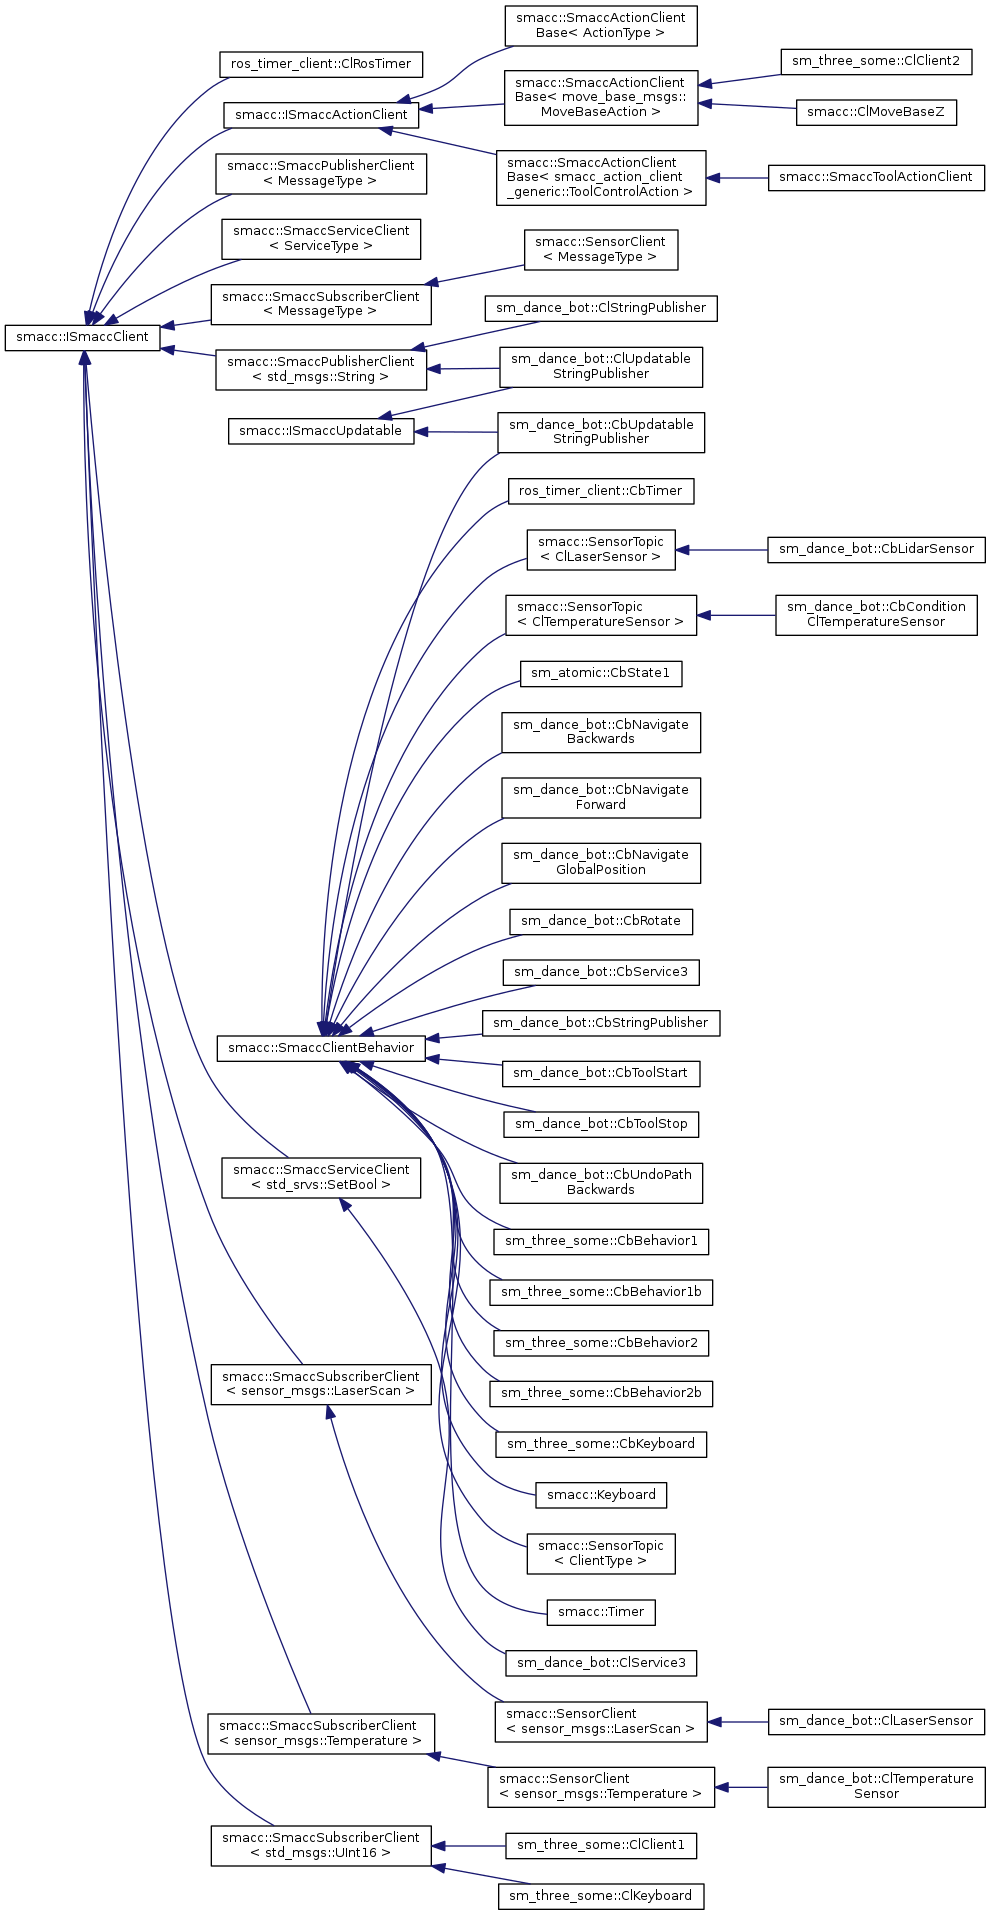 smacc::SmaccActionClient
Base< ActionType >
ros_timer_client::ClRosTimer
sm_three_some::ClClient2
smacc::SmaccActionClient
Base< move_base_msgs::
MoveBaseAction >
smacc::ISmaccActionClient
smacc::ClMoveBaseZ
smacc::SmaccPublisherClient
< MessageType >
smacc::SmaccActionClient
Base< smacc_action_client
_generic::ToolControlAction >
smacc::SmaccToolActionClient
smacc::SmaccServiceClient
< ServiceType >
smacc::SensorClient
< MessageType >
smacc::SmaccSubscriberClient
< MessageType >
sm_dance_bot::ClStringPublisher
smacc::ISmaccClient
smacc::SmaccPublisherClient
< std_msgs::String >
sm_dance_bot::ClUpdatable
StringPublisher
smacc::ISmaccUpdatable
sm_dance_bot::CbUpdatable
StringPublisher
ros_timer_client::CbTimer
smacc::SensorTopic
< ClLaserSensor >
sm_dance_bot::CbLidarSensor
smacc::SensorTopic
< ClTemperatureSensor >
sm_dance_bot::CbCondition
ClTemperatureSensor
sm_atomic::CbState1
sm_dance_bot::CbNavigate
Backwards
sm_dance_bot::CbNavigate
Forward
sm_dance_bot::CbNavigate
GlobalPosition
sm_dance_bot::CbRotate
sm_dance_bot::CbService3
sm_dance_bot::CbStringPublisher
smacc::SmaccClientBehavior
sm_dance_bot::CbToolStart
sm_dance_bot::CbToolStop
smacc::SmaccServiceClient
< std_srvs::SetBool >
sm_dance_bot::CbUndoPath
Backwards
sm_three_some::CbBehavior1
sm_three_some::CbBehavior1b
sm_three_some::CbBehavior2
smacc::SmaccSubscriberClient
< sensor_msgs::LaserScan >
sm_three_some::CbBehavior2b
sm_three_some::CbKeyboard
smacc::Keyboard
smacc::SensorTopic
< ClientType >
smacc::Timer
sm_dance_bot::ClService3
smacc::SensorClient
< sensor_msgs::LaserScan >
sm_dance_bot::ClLaserSensor
smacc::SmaccSubscriberClient
< sensor_msgs::Temperature >
smacc::SensorClient
< sensor_msgs::Temperature >
sm_dance_bot::ClTemperature
Sensor
smacc::SmaccSubscriberClient
< std_msgs::UInt16 >
sm_three_some::ClClient1
sm_three_some::ClKeyboard